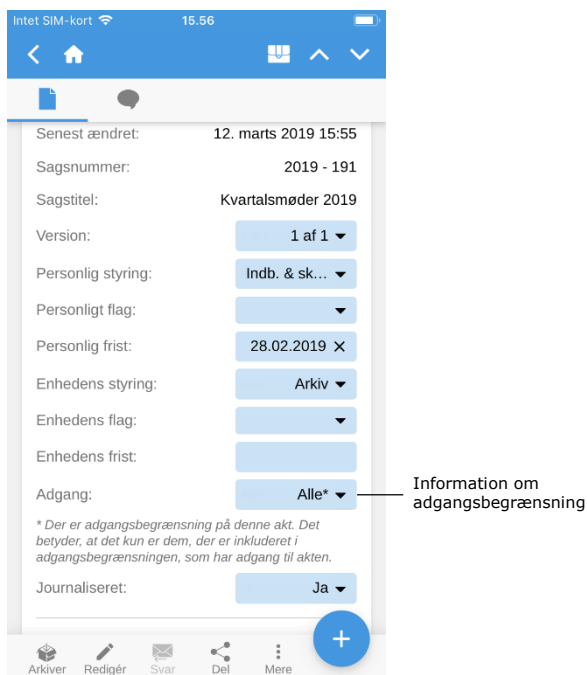 Intet SIM-kort 15.56
Senest ændret: 12. marts 2019 15:55
Sagsnummer: 2019 - 191
Sagstitel: Kvartalsmøder 2019
Version: 1 af 1
Personlig styring: Indb. & sk...
Personligt flag:
Personlig frist: 28.02.2019
Enhedens styring: Arkiv
Enhedens flag:
Enhedens frist:
Adgang: Alle*
Information om
adgangsbegrænsning
* Der er adgangsbegrænsning på denne akt. Det
betyder, at det kun er dem, der er inkluderet i
adgangsbegrænsningen, som har adgang til akten.
Journaliseret: Ja
Arkiver Redigér Svar Del Mere